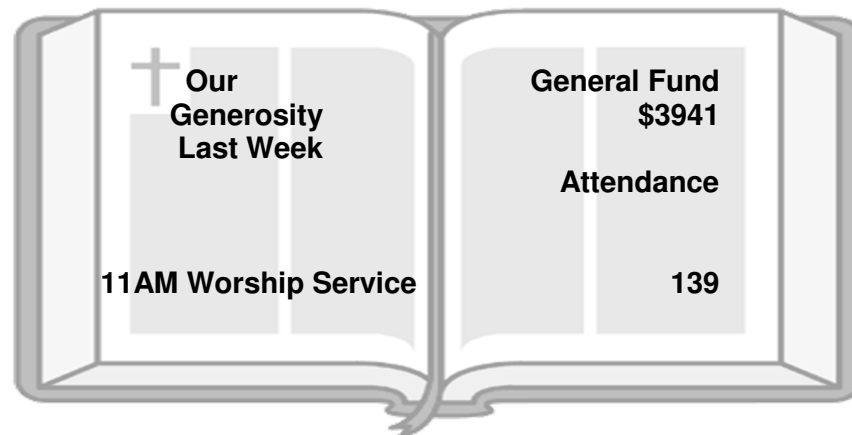 Our
Generosity
Last Week
General Fund
$3941
Attendance
11AM Worship Service 139